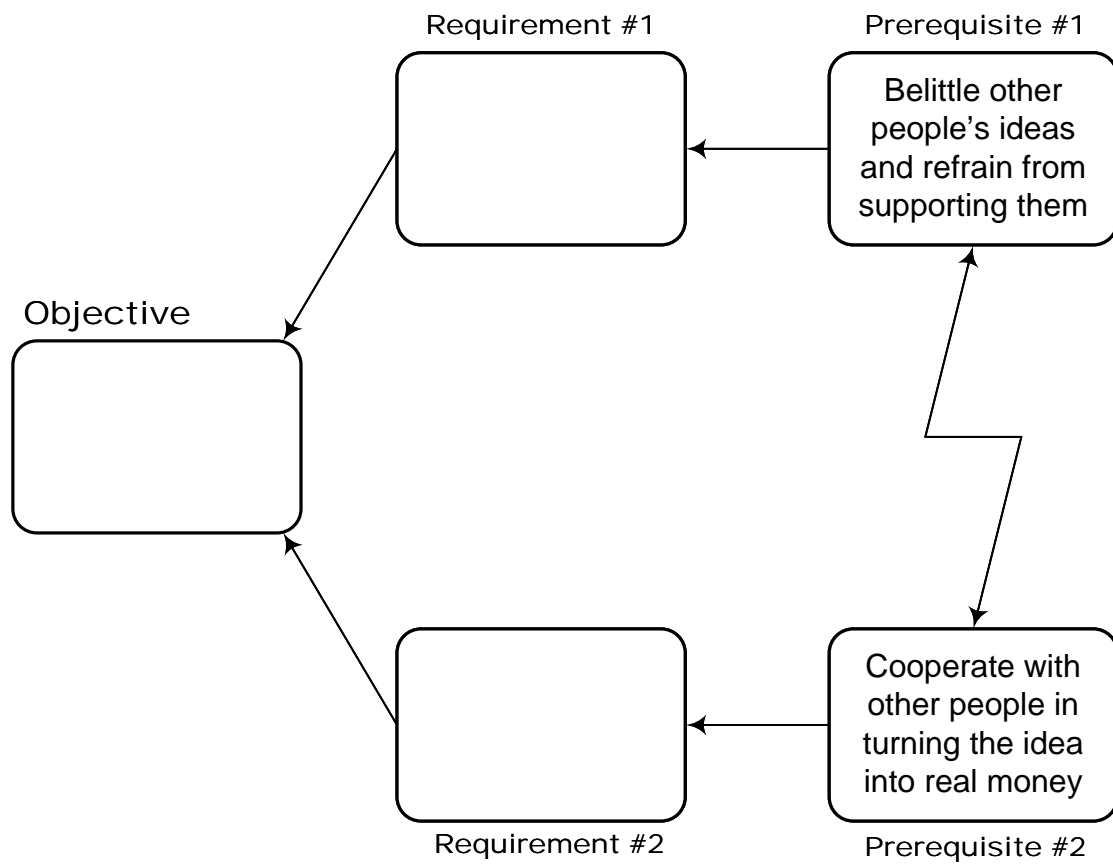 Requirement #1
Prerequisite #1
Belittle other
people’s ideas
and refrain from
supporting them
Objective
Cooperate with
other people in
turning the idea
into real money
Requirement #2
Prerequisite #2